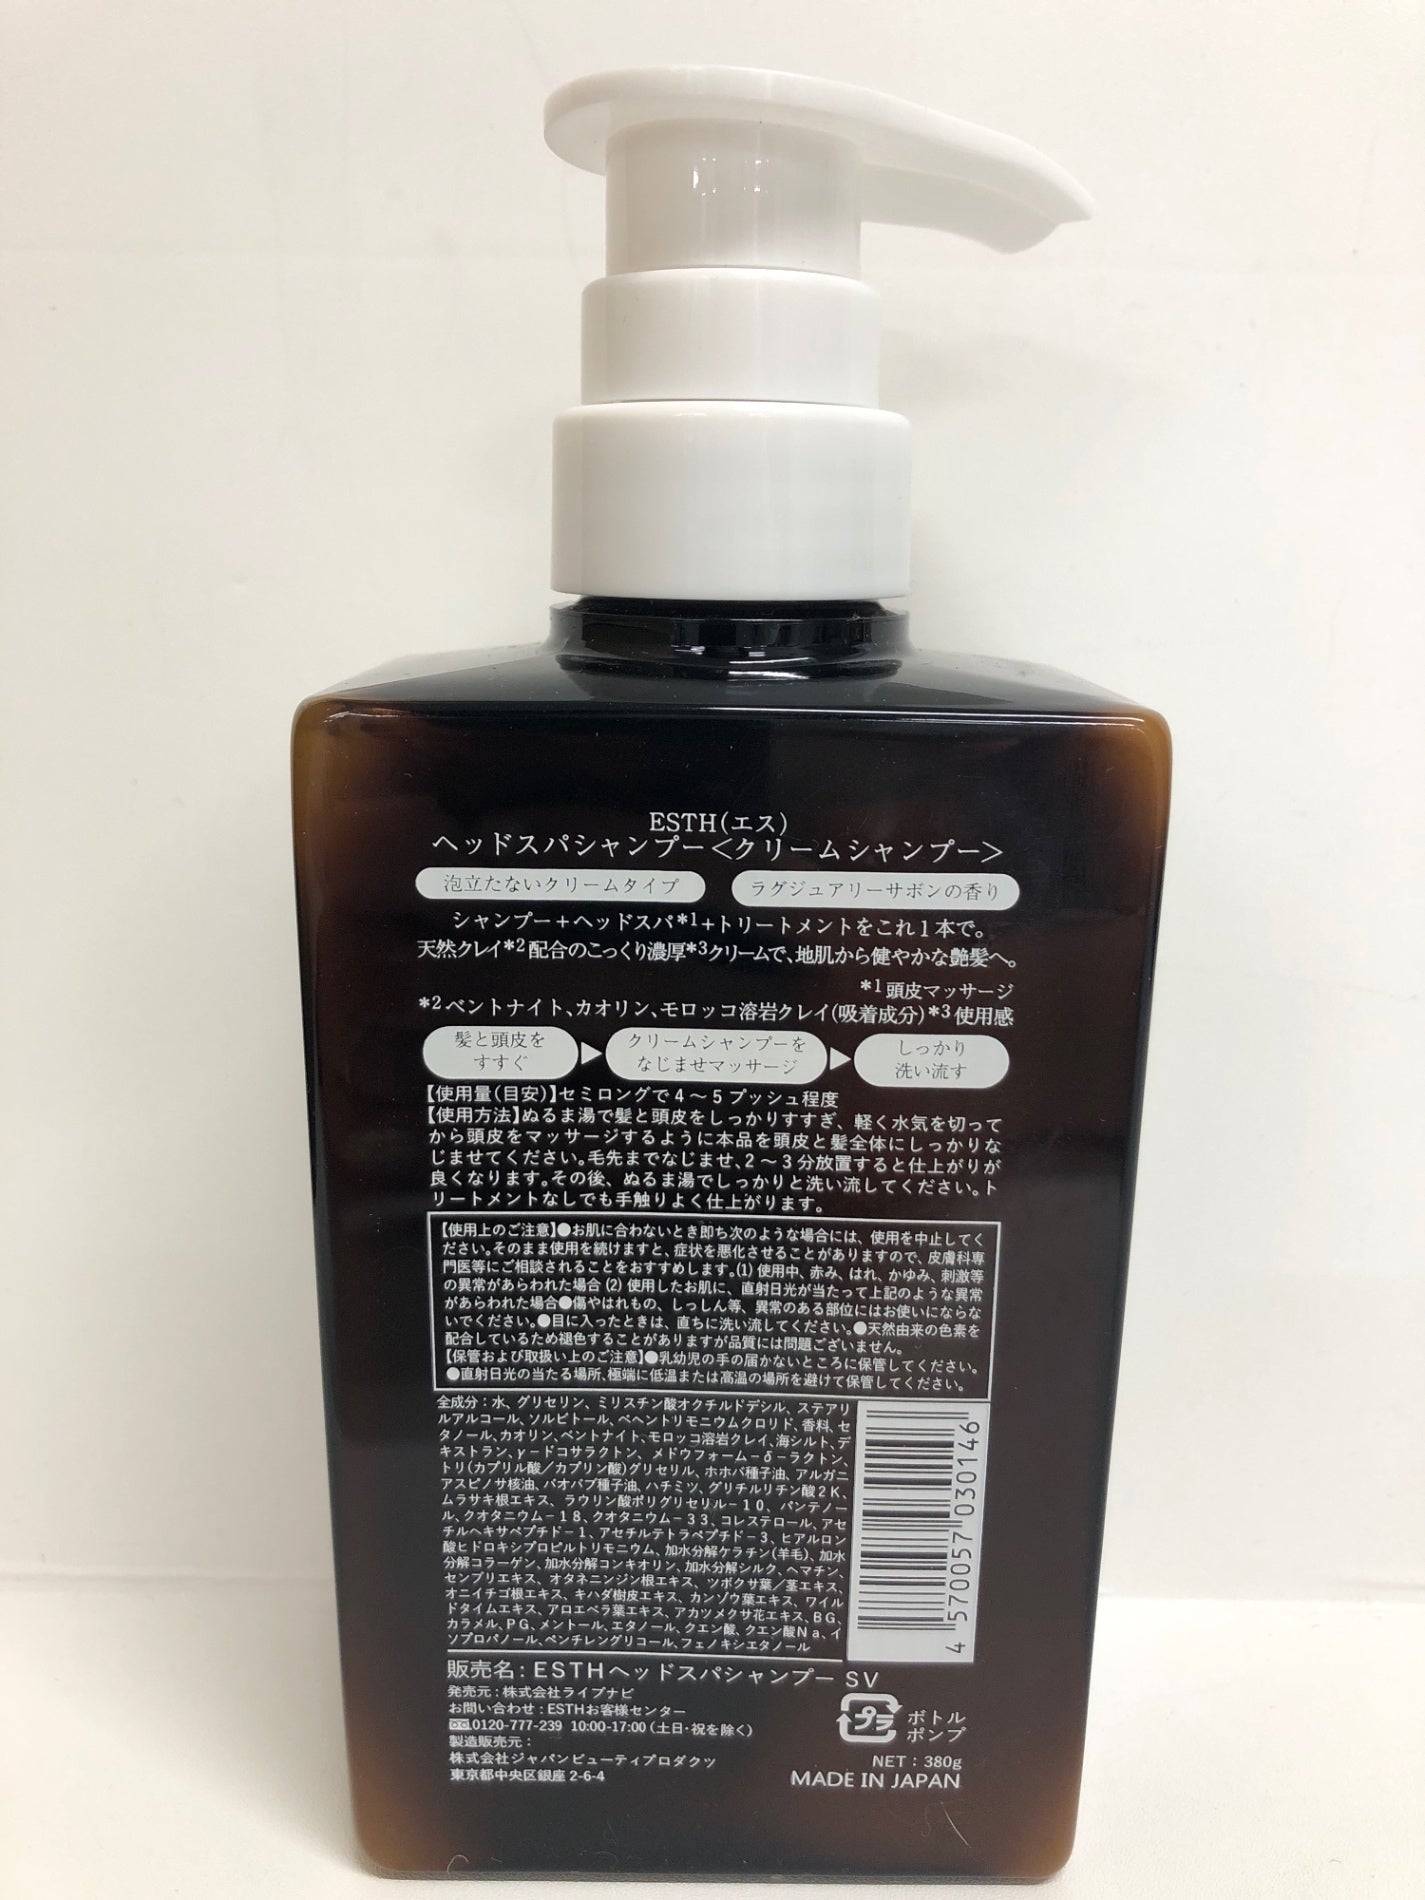 ESTH(エス)
ヘッドスパシャンプー<クリームシャンプー>
泡立たないクリームタイプ ラグジュアリーサボンの香り
シャンプー+ヘッドスパ*1+トリートメントをこれ1本で。
天然クレイ*2配合のこっくり濃厚*3クリームで、地肌から健やかな艶髪へ。
*1 頭皮マッサージ
*2 ベントナイト、カオリン、モロッコ溶岩クレイ(吸着成分)*3 使用感
髪と頭皮を
すすぐ
クリームシャンプーを
なじませマッサージ
しっかり
洗い流す
【使用量(目安)】セミロングで4〜5プッシュ程度
【使用方法】ぬるま湯で髪と頭皮をしっかりすすぎ、軽く水気を切って
から頭皮をマッサージするように本品を頭皮と髪全体にしっかりな
じませてください。毛先までなじませ、2〜3分放置すると仕上がりが
良くなります。その後、ぬるま湯でしっかりと洗い流してください。ト
リートメントなしでも手触りよく仕上がります。
【使用上のご注意】●お肌に合わないとき即ち次のような場合には、使用を中止してく
ださい。そのまま使用を続けますと、症状を悪化させることがありますので、皮膚科専
門医等にご相談されることをおすすめします。(1) 使用中、赤み、はれ、かゆみ、刺激等
の異常があらわれた場合 (2) 使用したお肌に、直射日光が当たって上記のような異常
があらわれた場合●傷やはれもの、しっしん等、異常のある部位にはお使いにならな
いでください。●目に入ったときは、直ちに洗い流してください。●天然由来の色素を
配合しているため褪色することがありますが品質には問題ございません。
【保管および取扱い上のご注意】●乳幼児の手の届かないところに保管してください。
●直射日光の当たる場所、極端に低温または高温の場所を避けて保管してください。
全成分：水、グリセリン、ミリスチン酸オクチルドデシル、ステアリ
ルアルコール、ソルビトール、ベヘントリモニウムクロリド、香料、セ
タノール、カオリン、ベントナイト、モロッコ溶岩クレイ、海シルト、デ
キストラン、γ-ドコサラクトン、メドウフォーム-δ-ラクトン、
トリ(カプリル酸/カプリン酸)グリセリル、ホホバ種子油、アルガニ
アスピノサ核油、バオバブ種子油、ハチミツ、グリチルリチン酸2K、
ムラサキ根エキス、ラウリン酸ポリグリセリル-10、パンテノー
ル、クオタニウム-18、クオタニウム-33、コレステロール、アセ
チルヘキサペプチド-1、アセチルテトラペプチド-3、ヒアルロン
酸ヒドロキシプロピルトリモニウム、加水分解ケラチン(羊毛)、加水
分解コラーゲン、加水分解コンキオリン、加水分解シルク、ヘマチン、
センブリエキス、オタネニンジン根エキス、ツボクサ葉/茎エキス、
オニイチゴ根エキス、キハダ樹皮エキス、カンゾウ葉エキス、ワイル
ドタイムエキス、アロエベラ葉エキス、アカツメクサ花エキス、BG、
カラメル、PG、メントール、エタノール、クエン酸、クエン酸Na、イ
ソプロパノール、ペンチレングリコール、フェノキシエタノール
4 570057 030146
販売名：ESTHヘッドスパシャンプー SV
発売元：株式会社ライブナビ
お問い合わせ：ESTHお客様センター
0120-777-239 10:00-17:00 (土日・祝を除く)
製造販売元：
株式会社ジャパンビューティプロダクツ
東京都中央区銀座 2-6-4
プラ
ボトル
ポンプ
NET：380g
MADE IN JAPAN